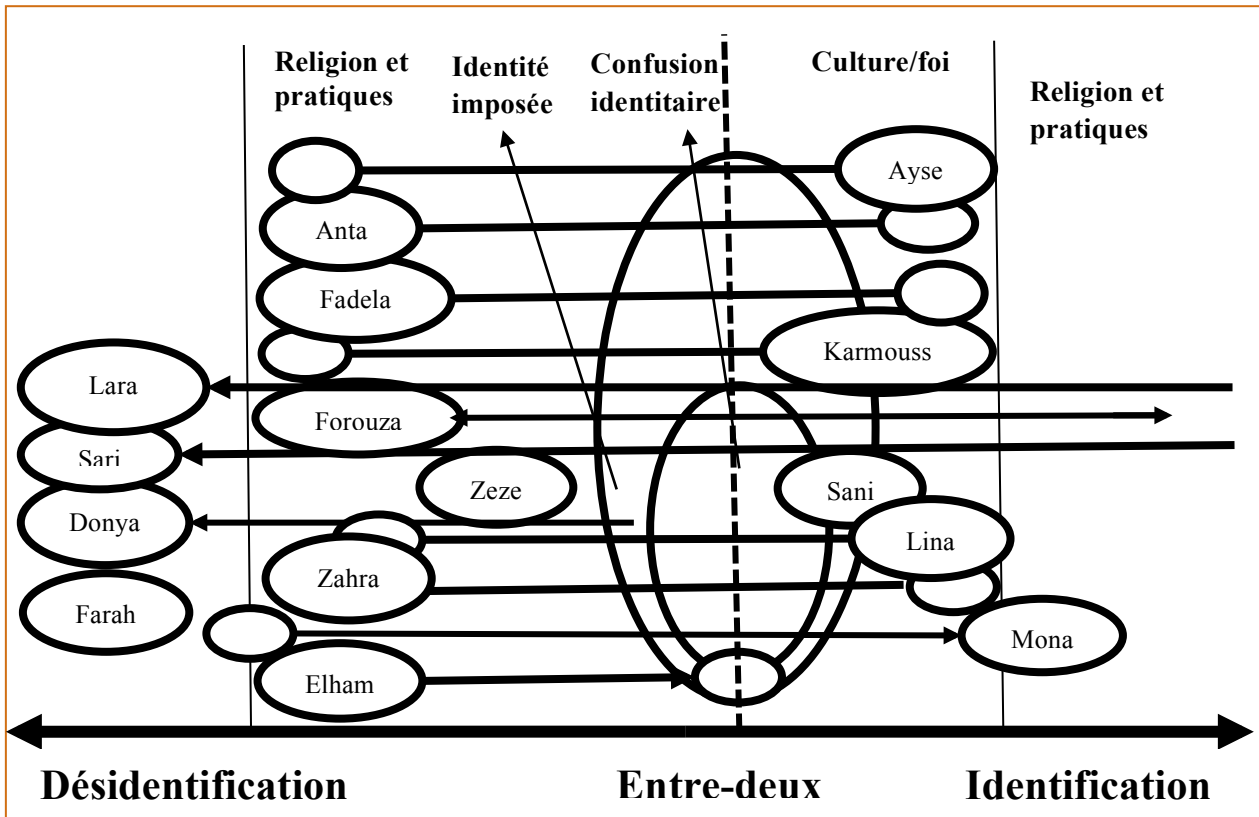 Religion et
pratiques
Identité
imposée
Confusion
identitaire
Culture/foi
Religion et
pratiques
Ayse
Anta
Fadela
Karmouss
Lara
Forouza
Sari
Zeze
Sani
Donya
Lina
Zahra
Farah
Mona
Elham
Désidentification
Entre-deux
Identification